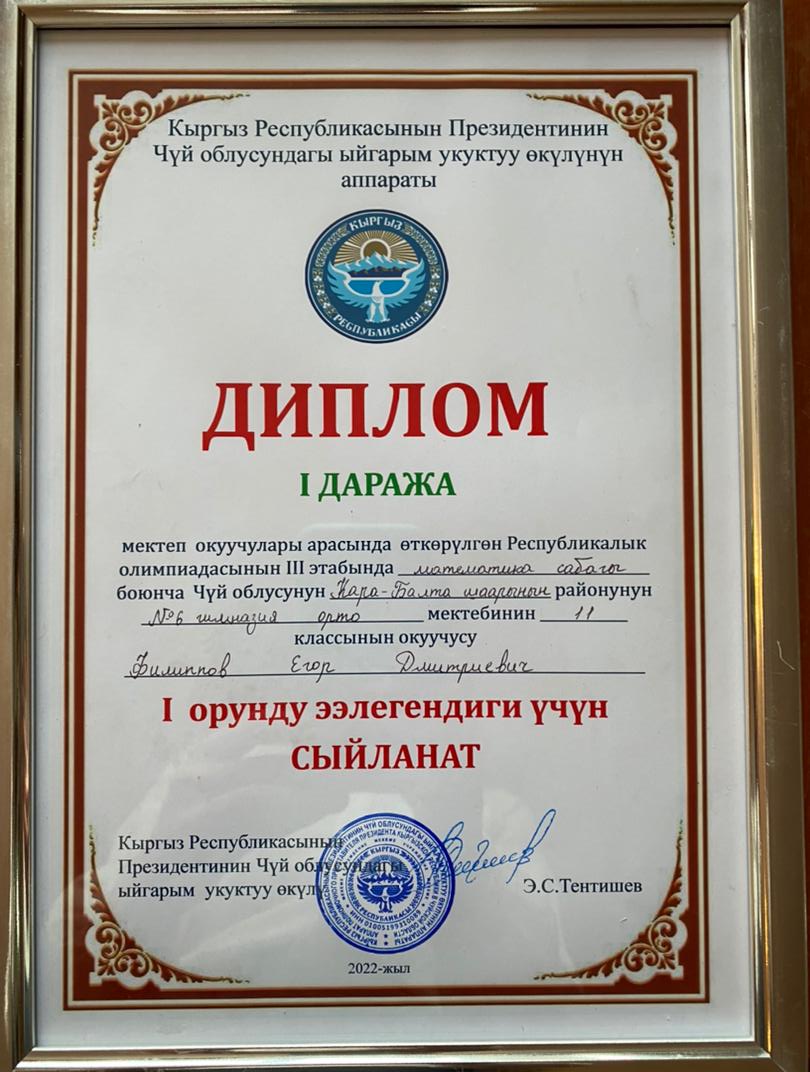 Кыргыз Республикасынын Президентинин
Чүй облусундагы ыйгарым укуктуу өкүлүнүн
аппараты
КЫРГЫЗ
РЕСПУБЛИКАСЫ
ДИПЛОМ
I ДАРАЖА
мектеп окуучулары арасында өткөрүлгөн Республикалык
олимпиадасынын III этабында математика сабагы
боюнча Чүй облусунун Кара-Балта шаарынын районунун
№6 гимназия орто мектебинин 11
классынын окуучусу
Филиппов Егор Дмитриевич
I орунду ээлегендиги үчүн
СЫЙЛАНАТ
Кыргыз Республикасынын
Президентинин Чүй облусундагы
ыйгарым укуктуу өкүлү
Э.С.Тентишев
2022-жыл